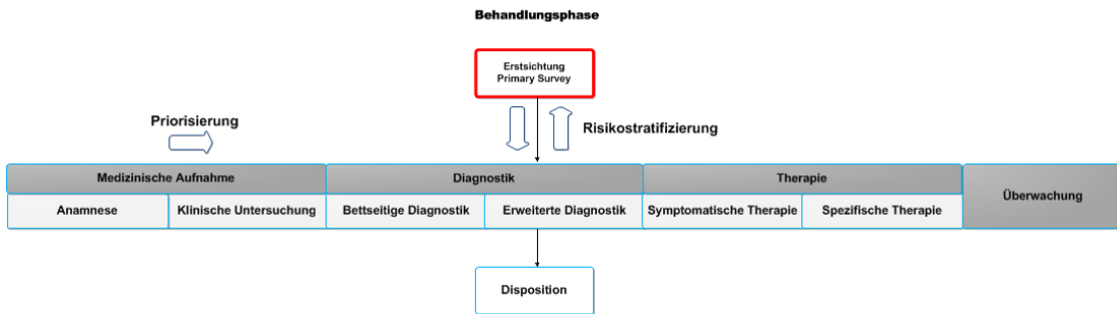 Behandlungsphase
Erstsichtung
Primary Survey
Priorisierung
Risikostratifizierung
Medizinische Aufnahme
Diagnostik
Therapie
Überwachung
Anamnese
Klinische Untersuchung
Bettseitige Diagnostik
Erweiterte Diagnostik
Symptomatische Therapie
Spezifische Therapie
Disposition